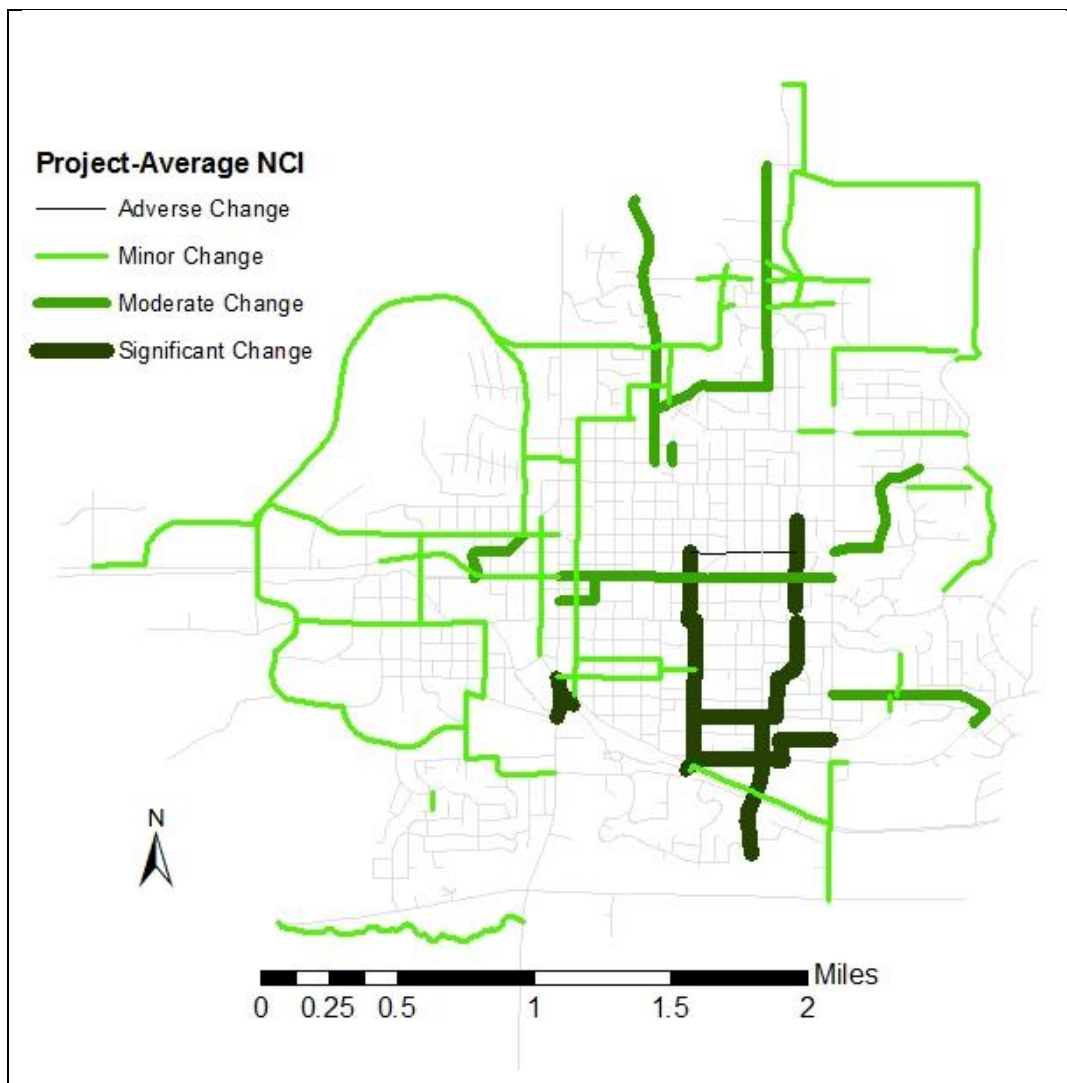 Project-Average NCI
Adverse Change
Minor Change
Moderate Change
Significant Change
N
Miles
0 0.25 0.5 1 1.5 2